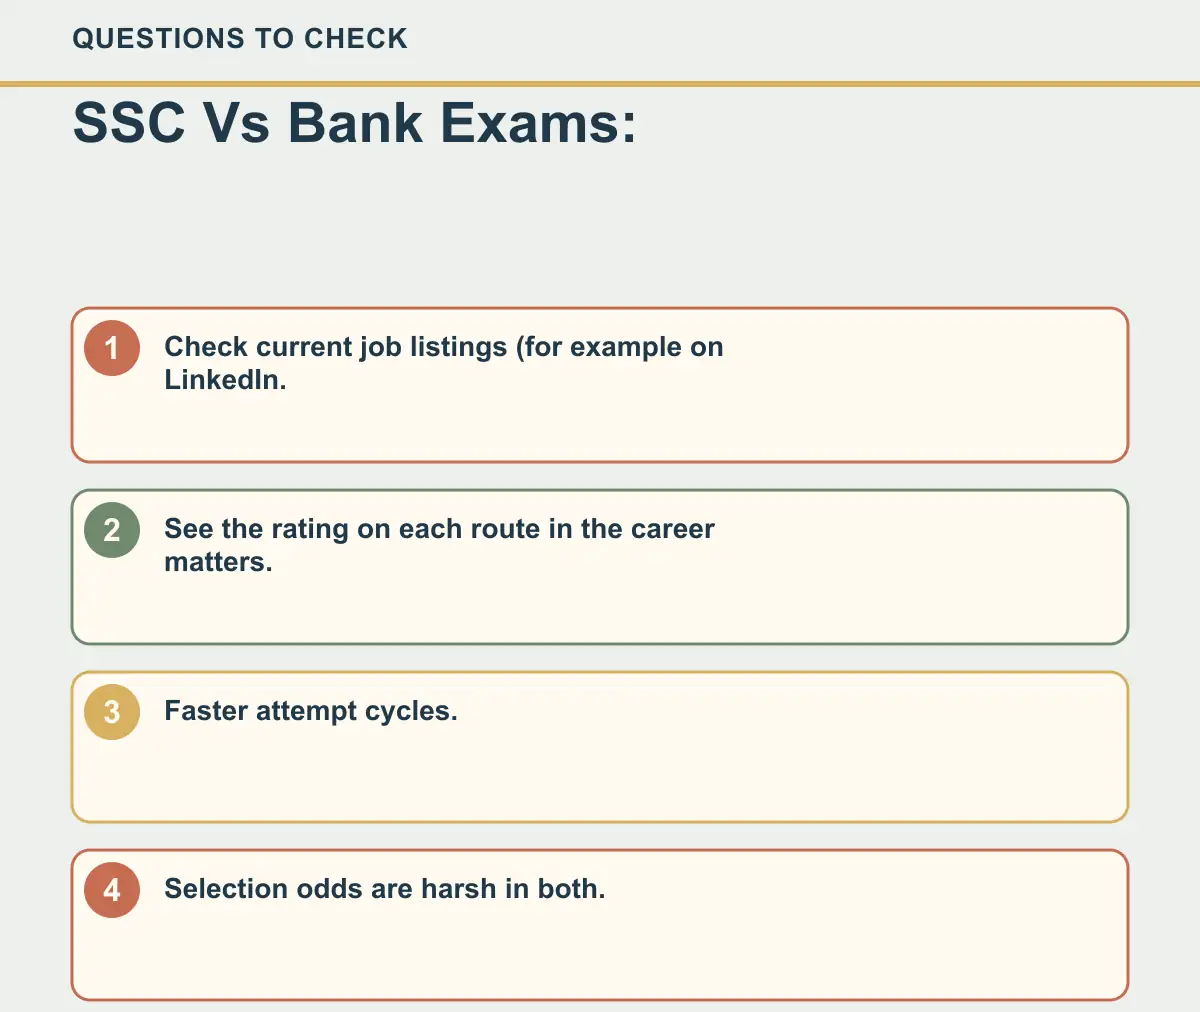 QUESTIONS TO CHECK
SSC Vs Bank Exams:
1
Check current job listings (for example on
LinkedIn.
2
See the rating on each route in the career
matters.
3
Faster attempt cycles.
4
Selection odds are harsh in both.